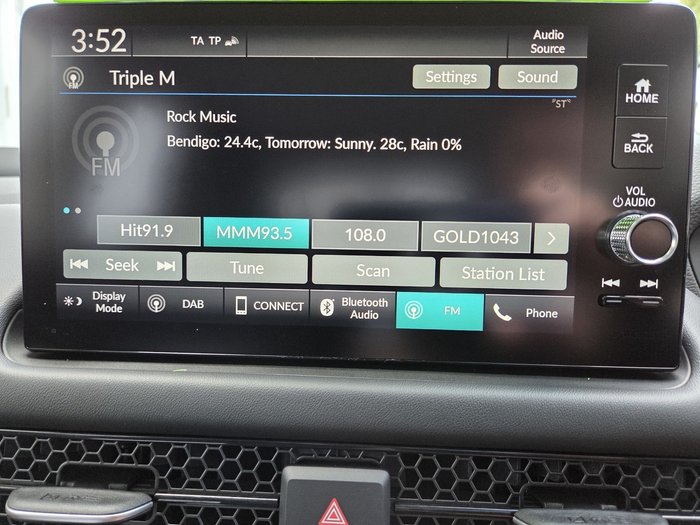 3:52
TA TP
Audio
Source
FM
Triple M
Settings
Sound
ST
FM
Rock Music
Bendigo: 24.4c, Tomorrow: Sunny. 28c, Rain 0%
Hit91.9
MMM93.5
108.0
GOLD1043
>
Seek
Tune
Scan
Station List
Display
Mode
DAB
CONNECT
Bluetooth
Audio
FM
Phone
HOME
BACK
VOL
AUDIO